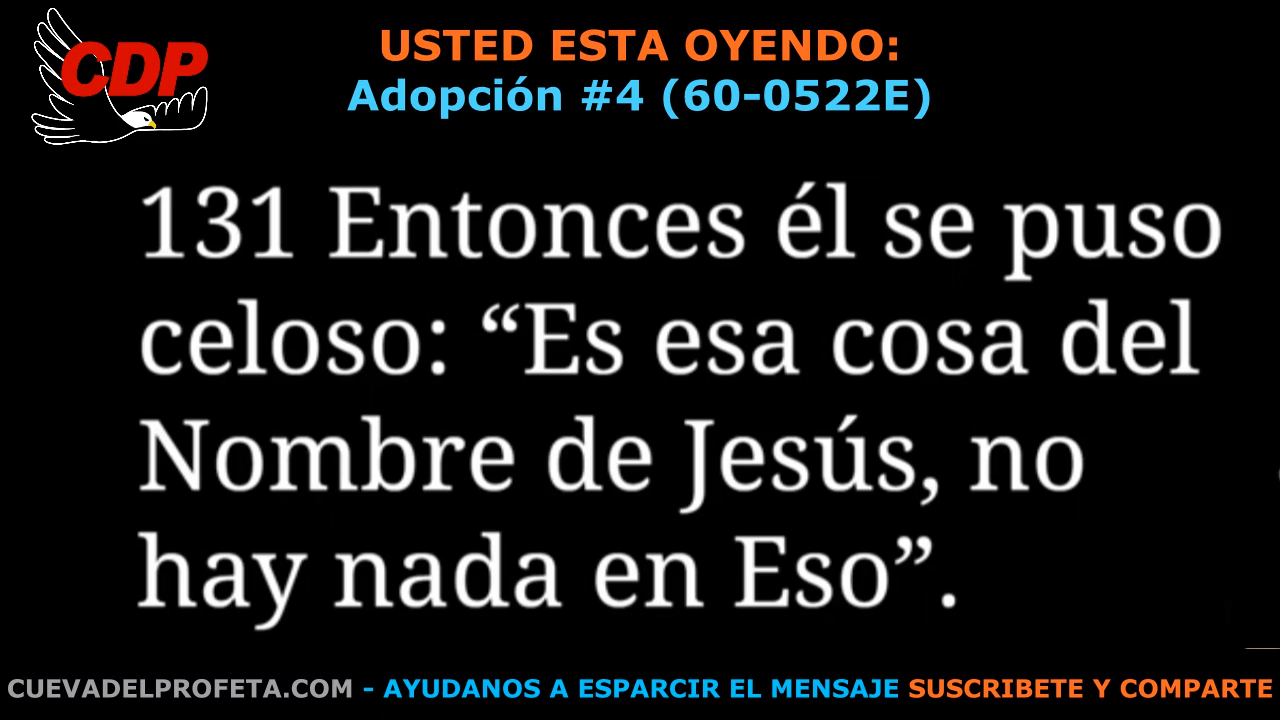 CDP
USTED ESTA OYENDO:
Adopción #4 (60-0522E)
131 Entonces él se puso
celoso: “Es esa cosa del
Nombre de Jesús, no
hay nada en Eso”.
CUEVADELPROFETA.COM - AYUDANOS A ESPARCIR EL MENSAJE SUSCRIBETE Y COMPARTE